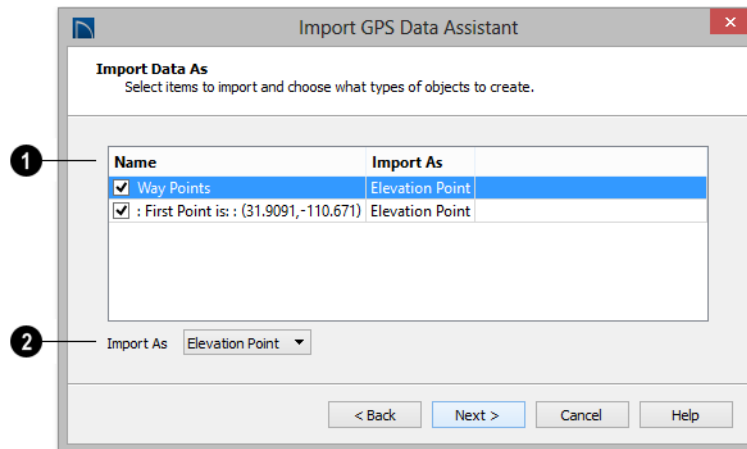 Import GPS Data Assistant
Import Data As
Select items to import and choose what types of objects to create.
1
Name Import As
Way Points Elevation Point
: First Point is: : (31.9091,-110.671) Elevation Point
2
Import As Elevation Point
< Back Next > Cancel Help